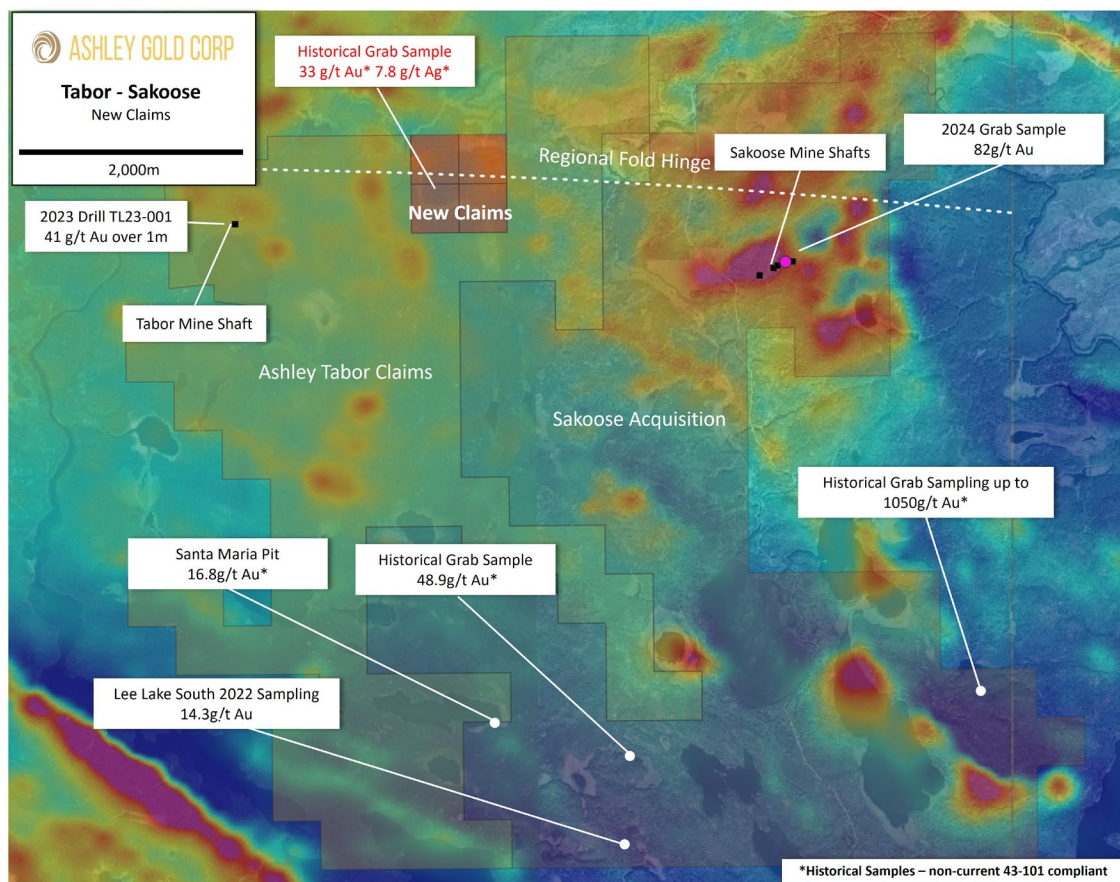 ASHLEY GOLD CORP
Tabor - Sakoose
New Claims
2,000m
Historical Grab Sample
33 g/t Au* 7.8 g/t Ag*
2024 Grab Sample
82g/t Au
Sakoose Mine Shafts
Regional Fold Hinge
New Claims
2023 Drill TL23-001
41 g/t Au over 1m
Tabor Mine Shaft
Ashley Tabor Claims
Sakoose Acquisition
Historical Grab Sampling up to
1050g/t Au*
Santa Maria Pit
16.8g/t Au*
Historical Grab Sample
48.9g/t Au*
Lee Lake South 2022 Sampling
14.3g/t Au
*Historical Samples – non-current 43-101 compliant